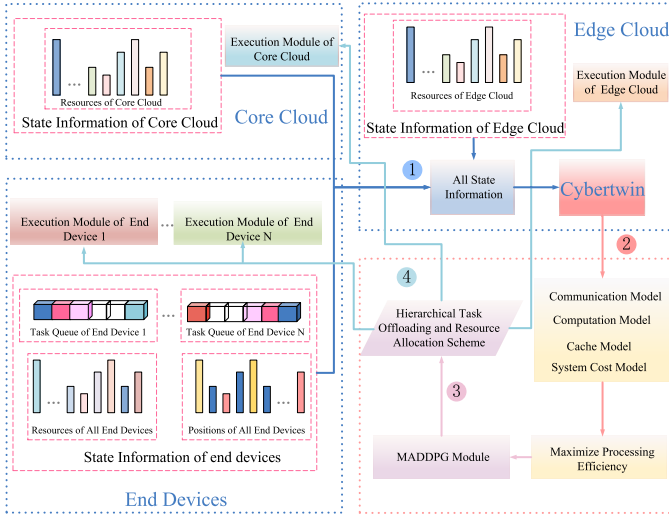 Resources of Core Cloud
State Information of Core Cloud
Execution Module of
Core Cloud
Core Cloud
Edge Cloud
Resources of Edge Cloud
State Information of Edge Cloud
Execution Module
of Edge Cloud
1
All State
Information
Cybertwin
2
Execution Module of End
Device 1
...
Execution Module of End
Device N
4
Task Queue of End Device 1
...
Task Queue of End Device N
Resources of All End Devices
Positions of All End Devices
State Information of end devices
End Devices
Hierarchical Task
Offloading and Resource
Allocation Scheme
3
MADDPG Module
Communication Model
Computation Model
Cache Model
System Cost Model
Maximize Processing
Efficiency